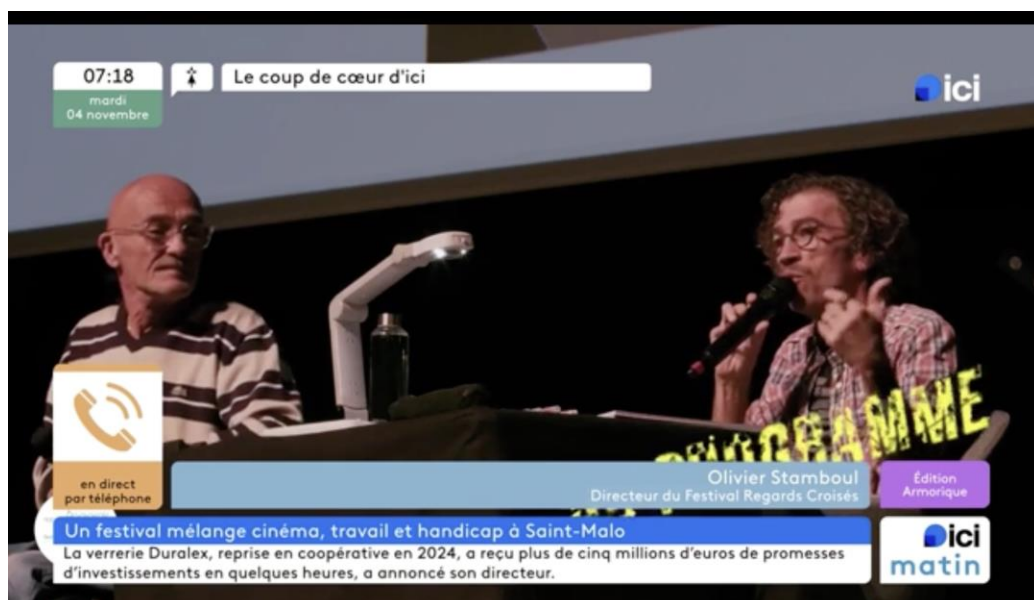 07:18
mardi
04 novembre
Le coup de cœur d'ici
ici
PROGRAMME
en direct
par téléphone
Olivier Stamboul
Directeur du Festival Regards Croisés
Édition
Armorique
Un festival mélange cinéma, travail et handicap à Saint-Malo
La verrerie Duralex, reprise en coopérative en 2024, a reçu plus de cinq millions d'euros de promesses
d'investissements en quelques heures, a annoncé son directeur.
ici
matin